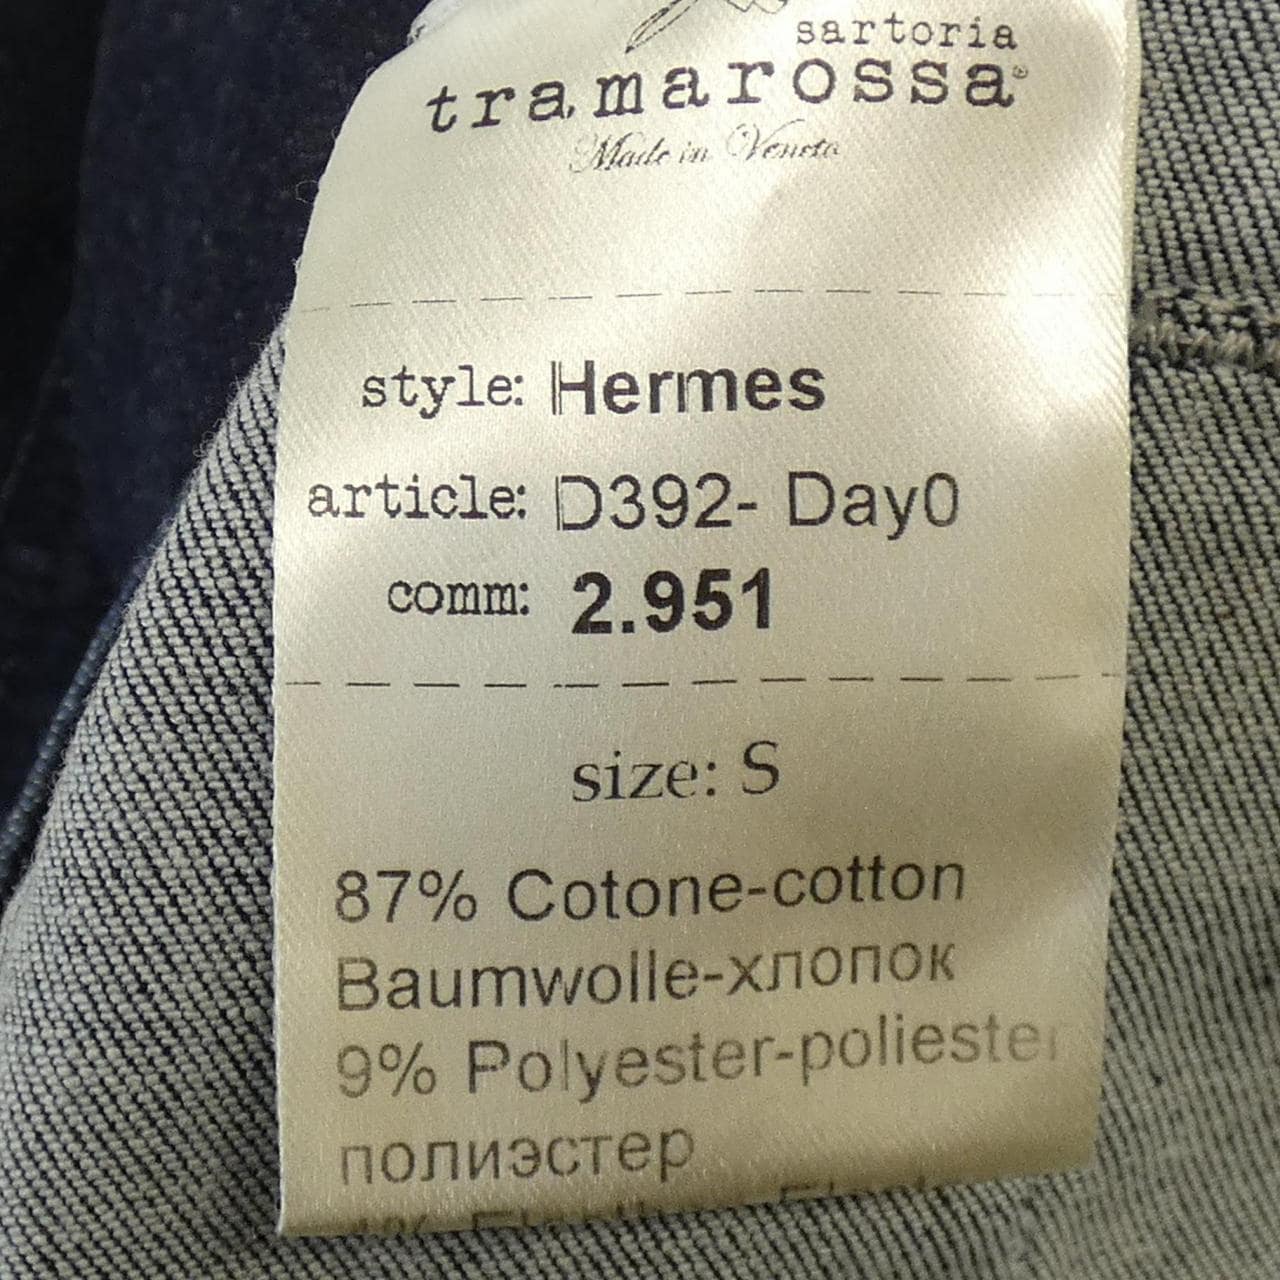 sartoria
tramarossa®
Made in Veneto
style: Hermes
article: D392- Day0
comm: 2.951
size: S
87% Cotone-cotton
Baumwolle-хлопок
9% Polyester-poliester
полиэстер